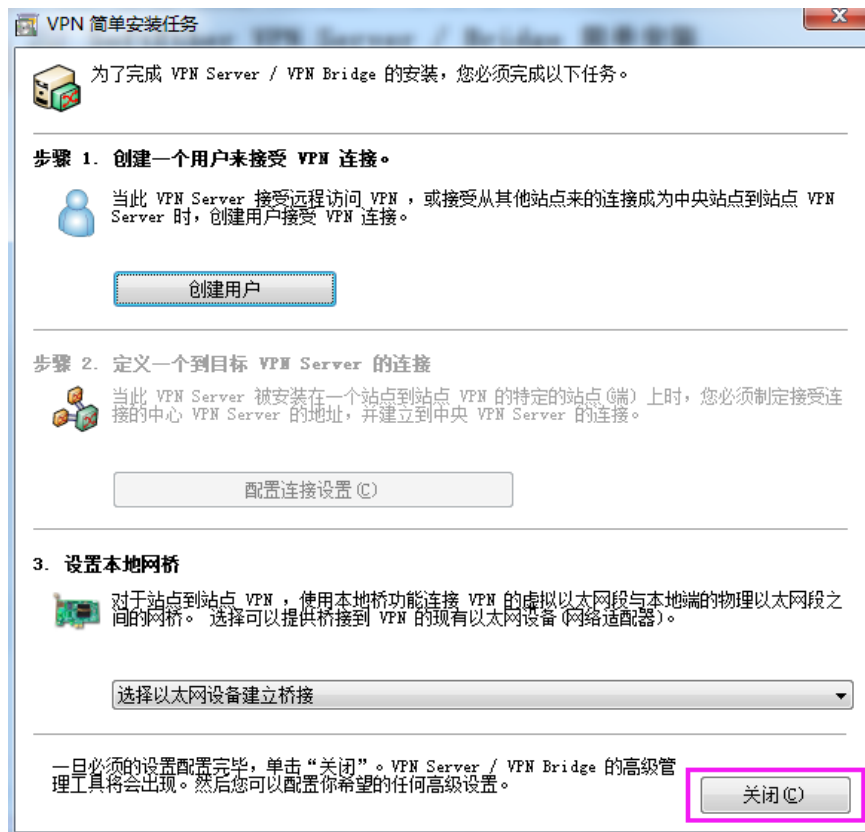 VPN 简单安装任务
为了完成 VPN Server / VPN Bridge 的安装，您必须完成以下任务。
步骤 1. 创建一个用户来接受 VPN 连接。
当此 VPN Server 接受远程访问 VPN ，或接受从其他站点来的连接成为中央站点到站点 VPN
Server 时，创建用户接受 VPN 连接。
创建用户
步骤 2. 定义一个到目标 VPN Server 的连接
当此 VPN Server 被安装在一个站点到站点 VPN 的特定的站点(端) 上时，您必须制定接受连
接的中心 VPN Server 的地址，并建立到中央 VPN Server 的连接。
配置连接设置(C)
3. 设置本地网桥
对于站点到站点 VPN ，使用本地桥功能连接 VPN 的虚拟以太网段与本地端的物理以太网段之
间的网桥。 选择可以提供桥接到 VPN 的现有以太网设备(网络适配器)。
选择以太网设备建立桥接
一旦必须的设置配置完毕，单击“关闭”。VPN Server / VPN Bridge 的高级管
理工具将会出现。然后您可以配置你希望的任何高级设置。
关闭(C)